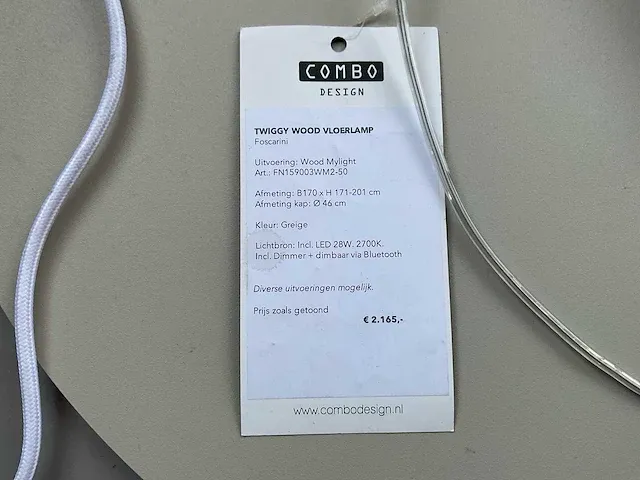 COMBO
DESIGN
TWIGGY WOOD VLOERLAMP
Foscarini
Uitvoering: Wood Mylight
Art.: FN159003WM2-50
Afmeting: B170 x H 171-201 cm
Afmeting kap: Ø 46 cm
Kleur: Greige
Lichtbron: Incl. LED 28W. 2700K.
Incl. Dimmer + dimbaar via Bluetooth
Diverse uitvoeringen mogelijk.
Prijs zoals getoond
€ 2.165,-
www.combodesign.nl